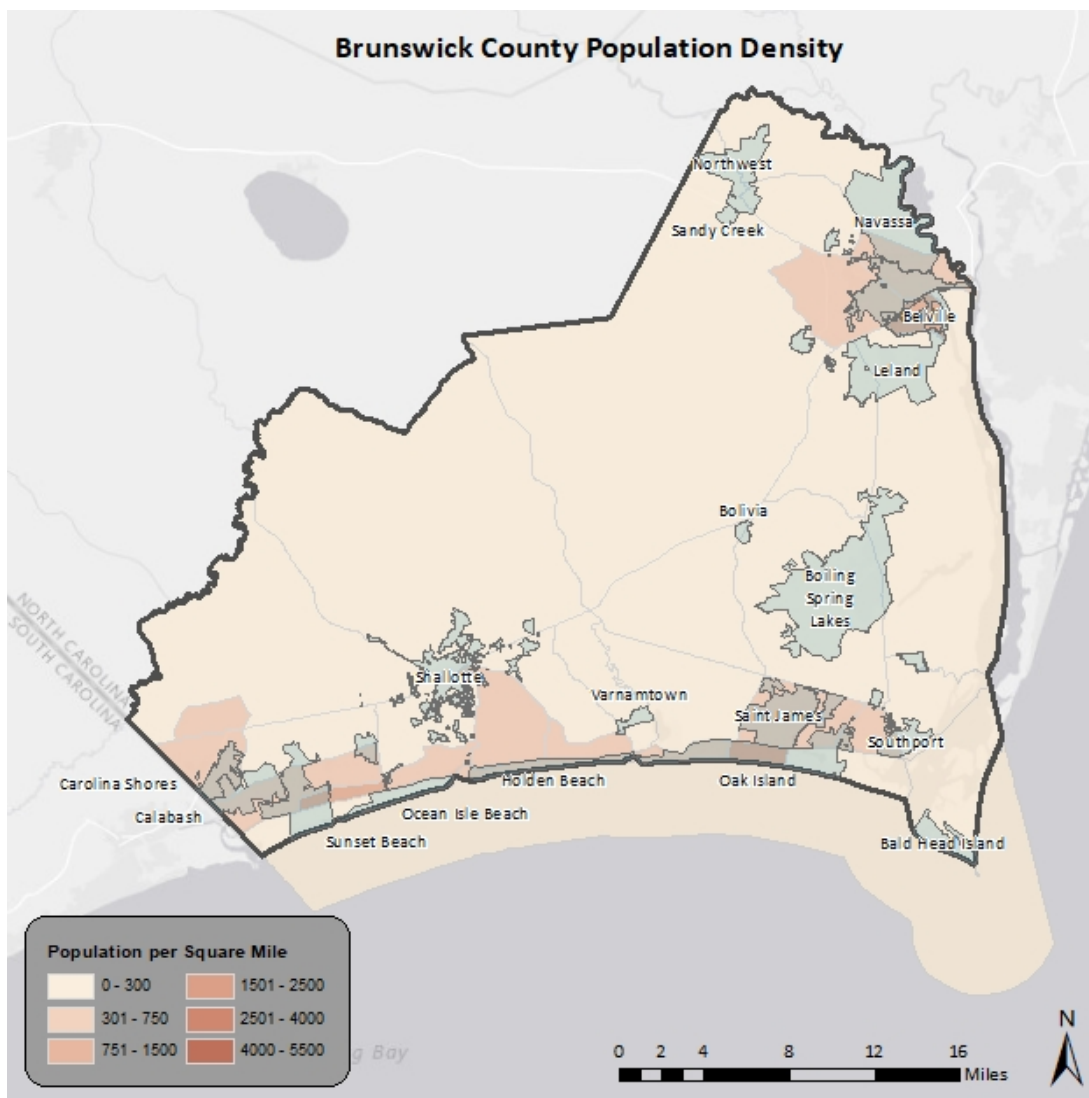 Brunswick County Population Density
Northwest
Sandy Creek
Navassa
Belville
Leland
Bolivia
Boiling
Spring
Lakes
NORTH CAROLINA
SOUTH CAROLINA
Shallotte
Varnamtown
Saint James
Southport
Carolina Shores
Holden Beach
Oak Island
Calabash
Ocean Isle Beach
Sunset Beach
Bald Head Island
Population per Square Mile
0 - 300
1501 - 2500
301 - 750
2501 - 4000
751 - 1500
4000 - 5500
Bay
N
0 2 4 8 12 16
Miles